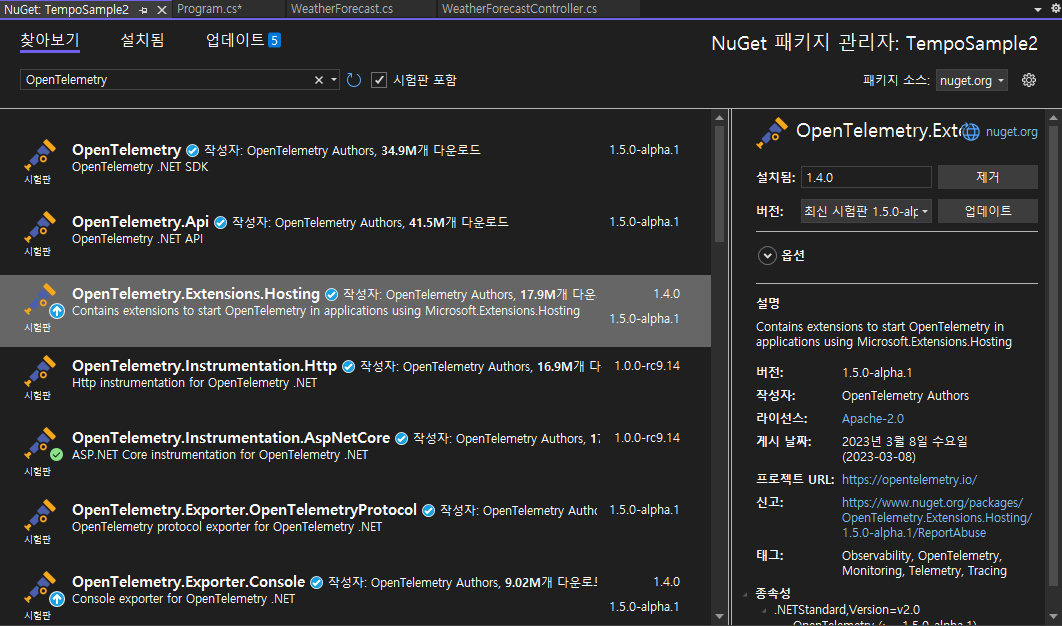 NuGet: TempoSample2
Program.cs*
WeatherForecast.cs
WeatherForecastController.cs
찾아보기
설치됨
업데이트 5
NuGet 패키지 관리자: TempoSample2
OpenTelemetry
시험판 포함
패키지 소스: nuget.org
OpenTelemetry 작성자: OpenTelemetry Authors, 34.9M개 다운로드
1.5.0-alpha.1
OpenTelemetry .NET SDK
시험판
OpenTelemetry.Api 작성자: OpenTelemetry Authors, 41.5M개 다운로드
1.5.0-alpha.1
OpenTelemetry .NET API
시험판
OpenTelemetry.Extensions.Hosting 작성자: OpenTelemetry Authors, 17.9M개 다운
1.4.0
Contains extensions to start OpenTelemetry in applications using Microsoft.Extensions.Hosting
1.5.0-alpha.1
시험판
OpenTelemetry.Instrumentation.Http 작성자: OpenTelemetry Authors, 16.9M개 다
1.0.0-rc9.14
Http instrumentation for OpenTelemetry .NET
시험판
OpenTelemetry.Instrumentation.AspNetCore 작성자: OpenTelemetry Authors, 17
1.0.0-rc9.14
ASP.NET Core instrumentation for OpenTelemetry .NET
시험판
OpenTelemetry.Exporter.OpenTelemetryProtocol 작성자: OpenTelemetry Autho
1.5.0-alpha.1
OpenTelemetry protocol exporter for OpenTelemetry .NET
시험판
OpenTelemetry.Exporter.Console 작성자: OpenTelemetry Authors, 9.02M개 다운로
1.4.0
Console exporter for OpenTelemetry .NET
1.5.0-alpha.1
시험판
OpenTelemetry.Exte
nuget.org
설치됨: 1.4.0
제거
버전: 최신 시험판 1.5.0-alp
업데이트
옵션
설명
Contains extensions to start OpenTelemetry in
applications using Microsoft.Extensions.Hosting
버전: 1.5.0-alpha.1
작성자: OpenTelemetry Authors
라이선스: Apache-2.0
게시 날짜: 2023년 3월 8일 수요일
(2023-03-08)
프로젝트 URL: https://opentelemetry.io/
신고: https://www.nuget.org/packages/
OpenTelemetry.Extensions.Hosting/
1.5.0-alpha.1/ReportAbuse
태그: Observability, OpenTelemetry,
Monitoring, Telemetry, Tracing
종속성
.NETStandard,Version=v2.0
OpenTelemetry (>= 1.5.0-alpha.1)